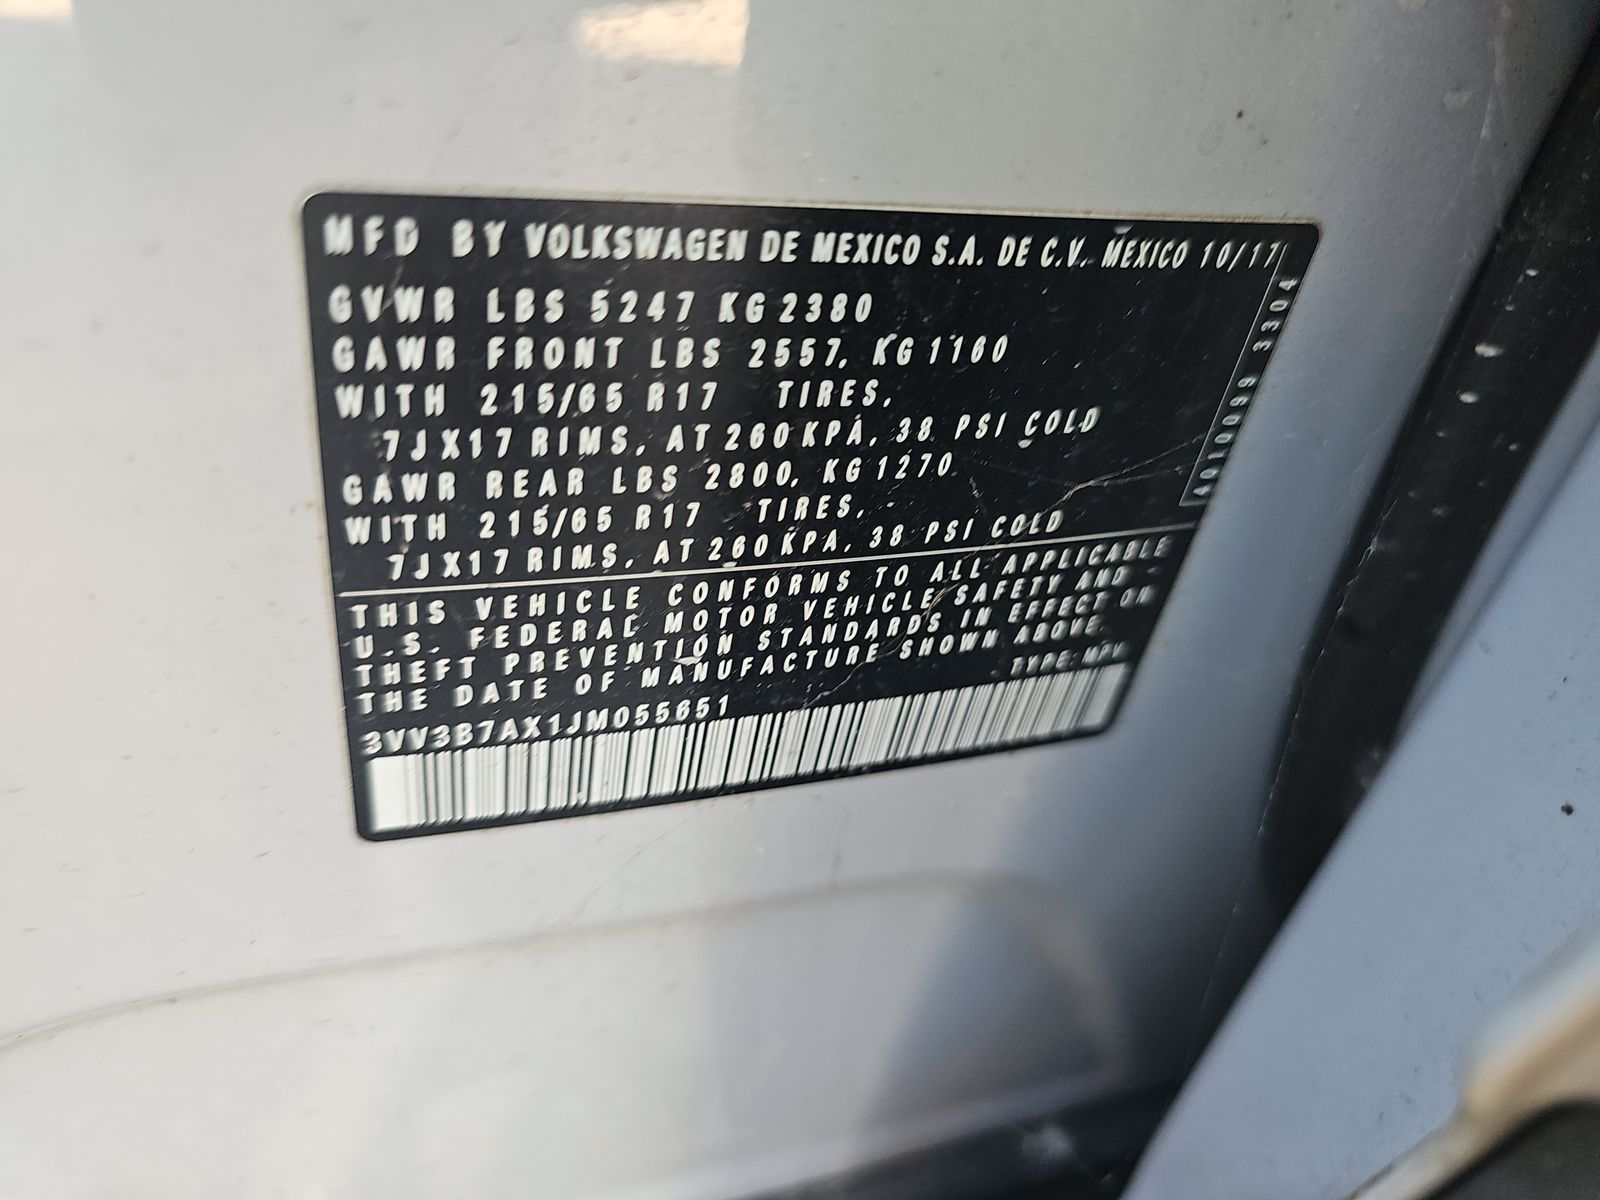 MFD BY VOLKSWAGEN DE MEXICO S.A. DE C.V. MEXICO 10/17
GVWR LBS 5247 KG 2380
GAWR FRONT LBS 2557, KG 1160
WITH 215/65 R17 TIRES,
7JX17 RIMS, AT 260 KPA, 38 PSI COLD
GAWR REAR LBS 2800, KG 1270
WITH 215/65 R17 TIRES,
7JX17 RIMS, AT 260 KPA, 38 PSI COLD
THIS VEHICLE CONFORMS TO ALL APPLICABLE
U.S. FEDERAL MOTOR VEHICLE SAFETY AND
THEFT PREVENTION STANDARDS IN EFFECT ON
THE DATE OF MANUFACTURE SHOWN ABOVE.
TYPE: MPV
3VV3B7AX1JM055651
3304